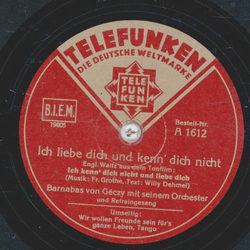 TELEFUNKEN
DIE DEUTSCHE WELTMARKE
TELE
FUN
KEN
B.I.E.M.
19605
Bestell-Nr.
A 1612
Ich liebe dich und kenn' dich nicht
Engl. Waltz aus dem Tonfilm:
Ich kenn' dich nicht und liebe dich
(Musik: Fr. Grothe, Text: Willy Dehmel)
Barnabas von Géczy mit seinem Orchester
und Refraingesang
Umseitig:
Wir wollen Freunde sein für's
ganze Leben, Tango